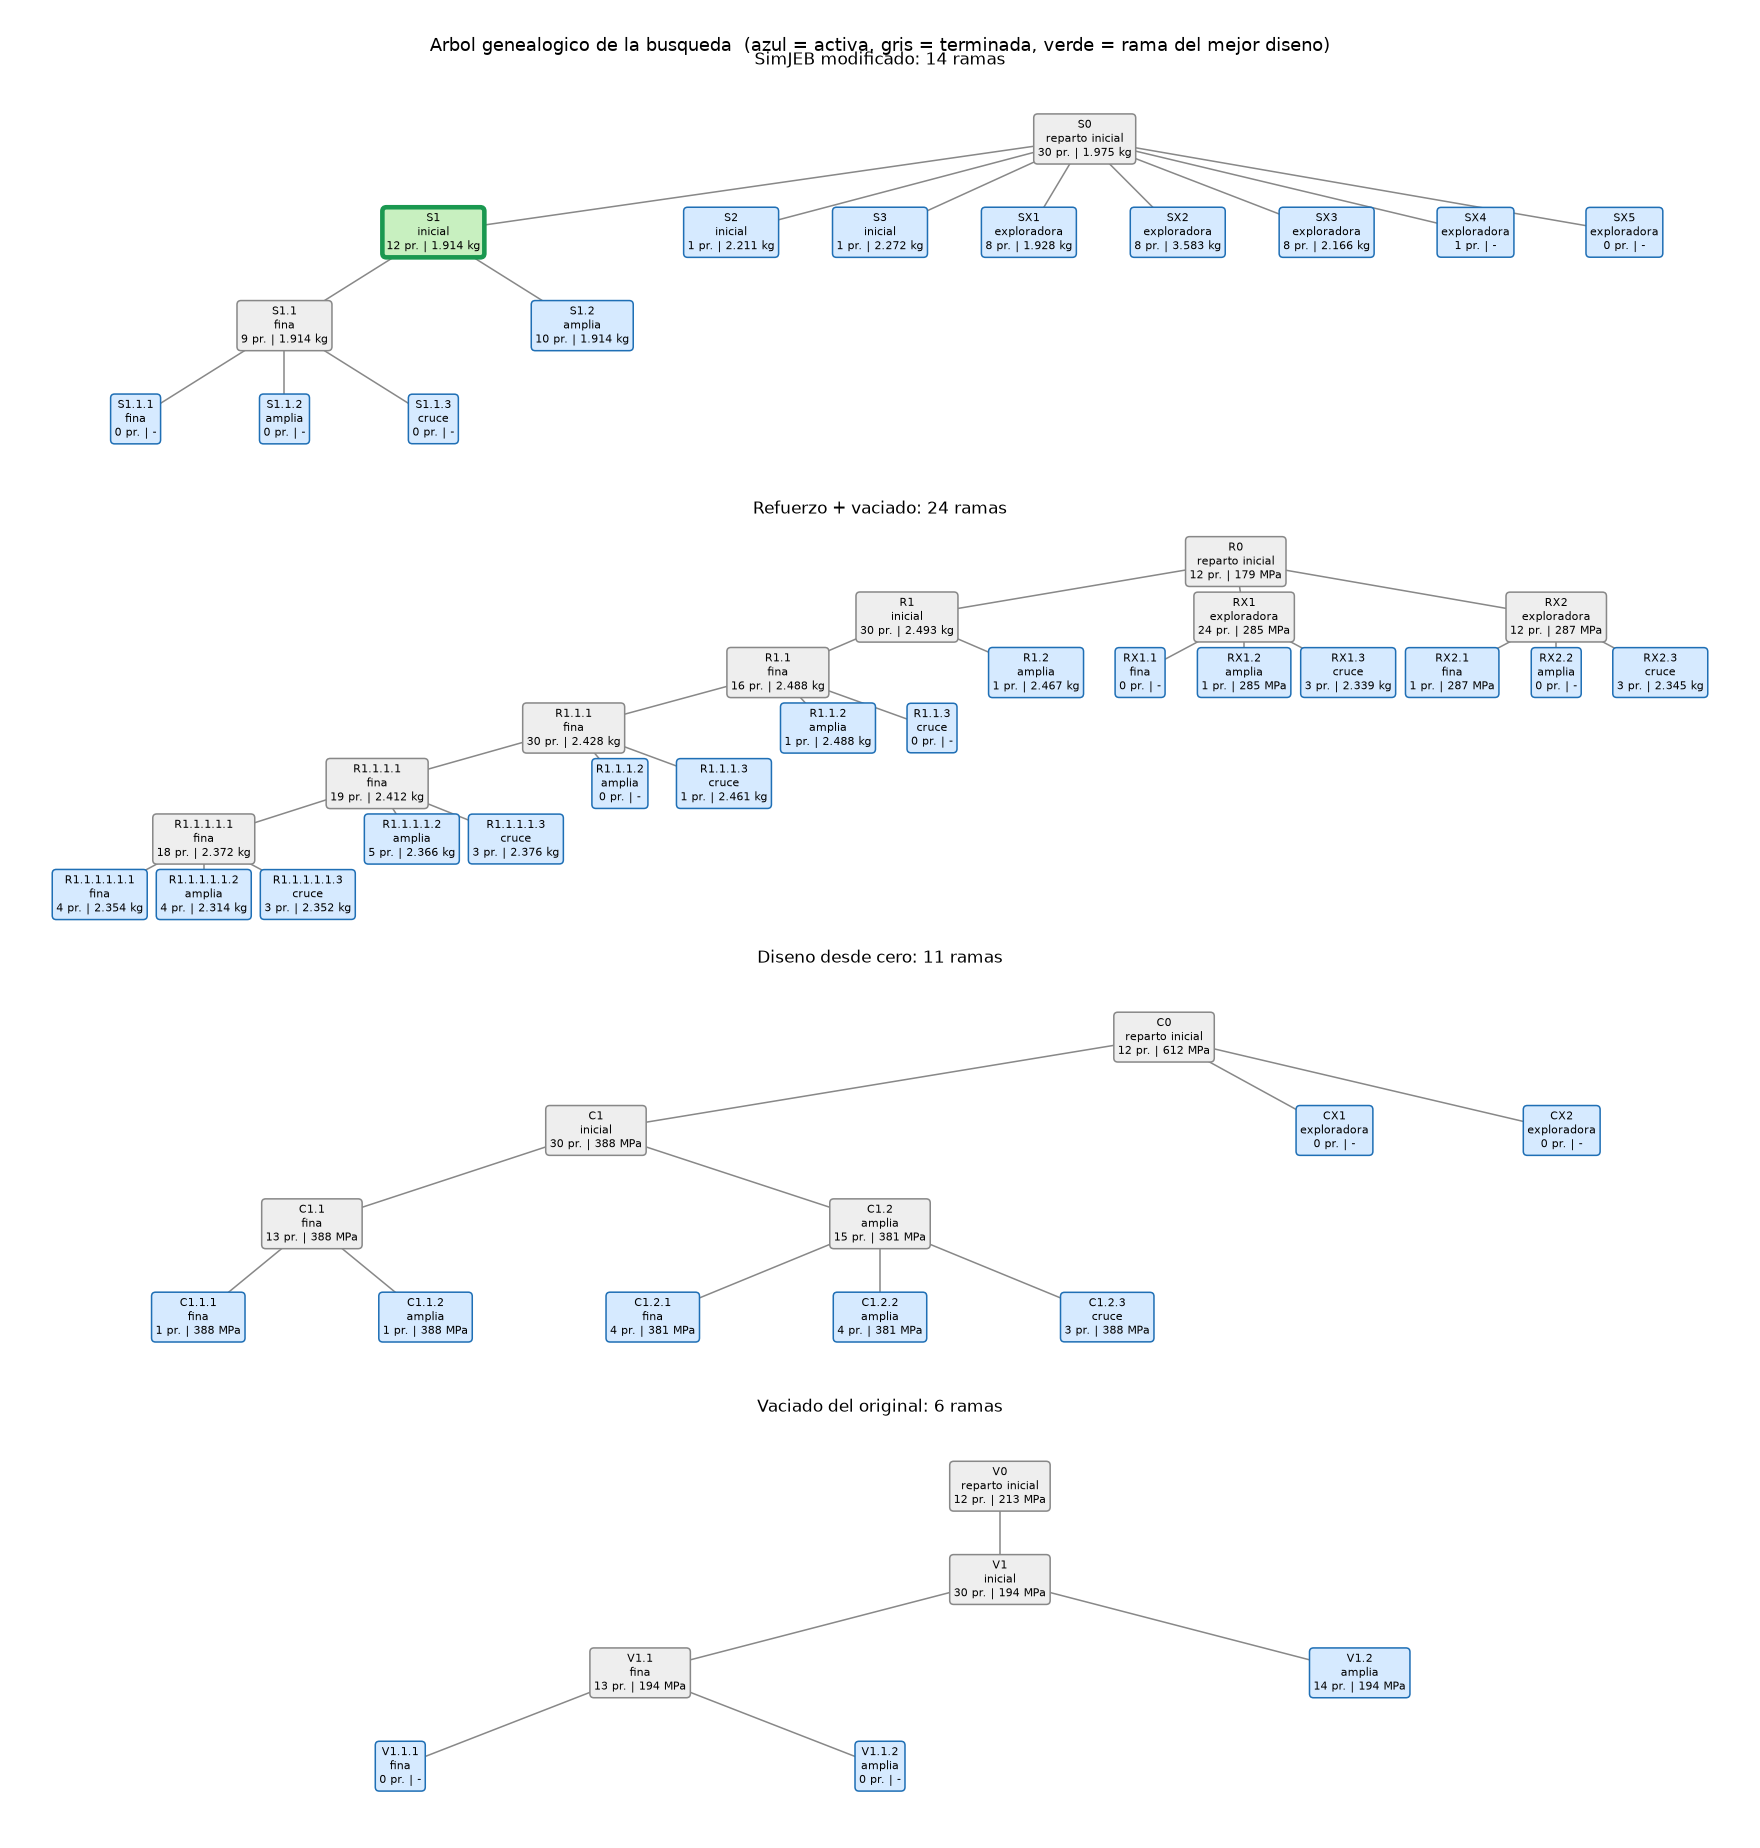 Arbol genealogico de la busqueda  (azul = activa, gris = terminada, verde = rama del mejor diseno)
SimJEB modificado: 14 ramas
S0
reparto inicial
30 pr. | 1.975 kg
S1
inicial
12 pr. | 1.914 kg
S2
inicial
1 pr. | 2.211 kg
S3
inicial
1 pr. | 2.272 kg
SX1
exploradora
8 pr. | 1.928 kg
SX2
exploradora
8 pr. | 3.583 kg
SX3
exploradora
8 pr. | 2.166 kg
SX4
exploradora
1 pr. | -
SX5
exploradora
0 pr. | -
S1.1
fina
9 pr. | 1.914 kg
S1.2
amplia
10 pr. | 1.914 kg
S1.1.1
fina
0 pr. | -
S1.1.2
amplia
0 pr. | -
S1.1.3
cruce
0 pr. | -
Refuerzo + vaciado: 24 ramas
R0
reparto inicial
12 pr. | 179 MPa
R1
inicial
30 pr. | 2.493 kg
RX1
exploradora
24 pr. | 285 MPa
RX2
exploradora
12 pr. | 287 MPa
R1.1
fina
16 pr. | 2.488 kg
R1.2
amplia
1 pr. | 2.467 kg
RX1.1
fina
0 pr. | -
RX1.2
amplia
1 pr. | 285 MPa
RX1.3
cruce
3 pr. | 2.339 kg
RX2.1
fina
1 pr. | 287 MPa
RX2.2
amplia
0 pr. | -
RX2.3
cruce
3 pr. | 2.345 kg
R1.1.1
fina
30 pr. | 2.428 kg
R1.1.2
amplia
1 pr. | 2.488 kg
R1.1.3
cruce
0 pr. | -
R1.1.1.1
fina
19 pr. | 2.412 kg
R1.1.1.2
amplia
0 pr. | -
R1.1.1.3
cruce
1 pr. | 2.461 kg
R1.1.1.1.1
fina
18 pr. | 2.372 kg
R1.1.1.1.2
amplia
5 pr. | 2.366 kg
R1.1.1.1.3
cruce
3 pr. | 2.376 kg
R1.1.1.1.1.1
fina
4 pr. | 2.354 kg
R1.1.1.1.1.2
amplia
4 pr. | 2.314 kg
R1.1.1.1.1.3
cruce
3 pr. | 2.352 kg
Diseno desde cero: 11 ramas
C0
reparto inicial
12 pr. | 612 MPa
C1
inicial
30 pr. | 388 MPa
CX1
exploradora
0 pr. | -
CX2
exploradora
0 pr. | -
C1.1
fina
13 pr. | 388 MPa
C1.2
amplia
15 pr. | 381 MPa
C1.1.1
fina
1 pr. | 388 MPa
C1.1.2
amplia
1 pr. | 388 MPa
C1.2.1
fina
4 pr. | 381 MPa
C1.2.2
amplia
4 pr. | 381 MPa
C1.2.3
cruce
3 pr. | 388 MPa
Vaciado del original: 6 ramas
V0
reparto inicial
12 pr. | 213 MPa
V1
inicial
30 pr. | 194 MPa
V1.1
fina
13 pr. | 194 MPa
V1.2
amplia
14 pr. | 194 MPa
V1.1.1
fina
0 pr. | -
V1.1.2
amplia
0 pr. | -